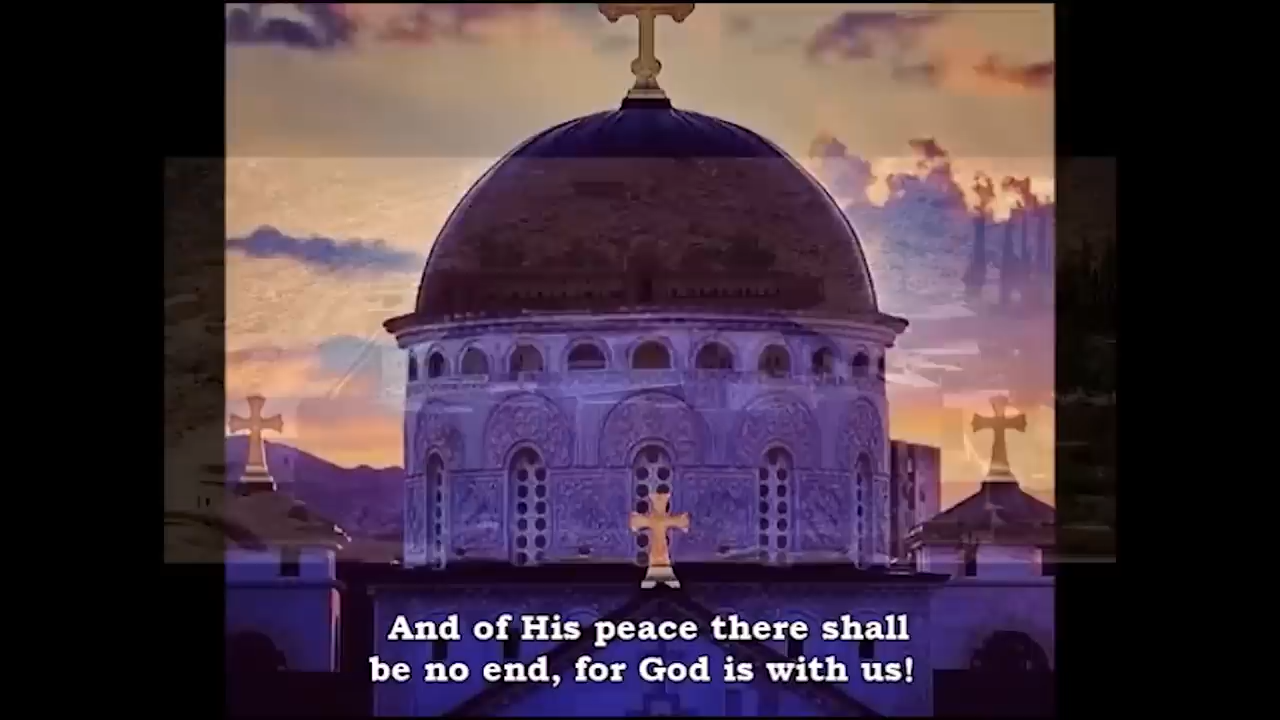 And of His peace there shall
be no end, for God is with us!